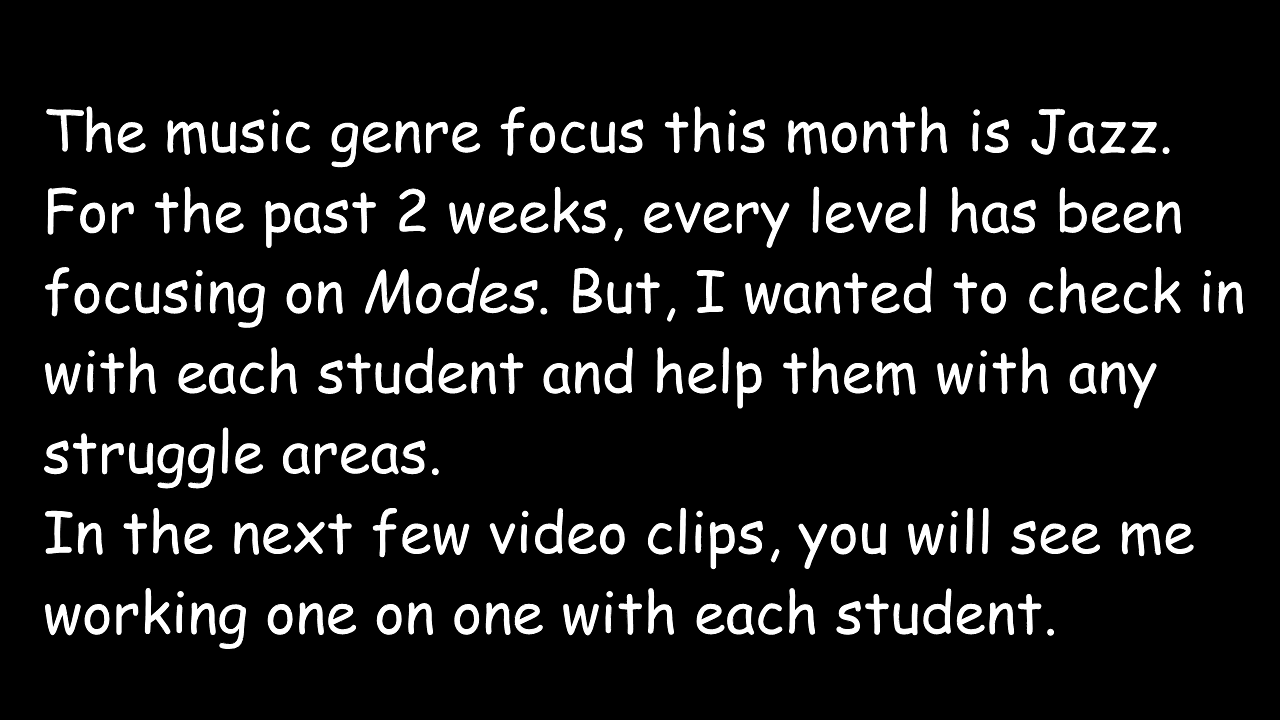 The music genre focus this month is Jazz.
For the past 2 weeks, every level has been
focusing on Modes. But, I wanted to check in
with each student and help them with any
struggle areas.
In the next few video clips, you will see me
working one on one with each student.